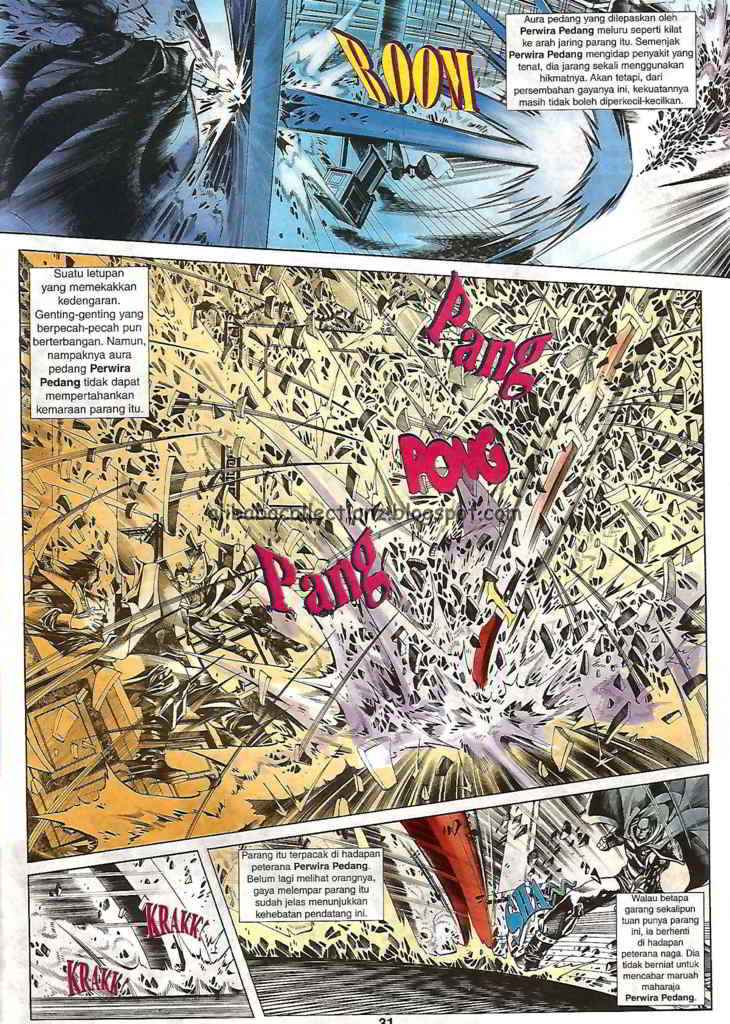 Aura pedang yang dilepaskan oleh
Perwira Pedang meluru seperti kilat
ke arah jaring parang itu. Semenjak
Perwira Pedang mengidap penyakit yang
tenat, dia jarang sekali menggunakan
hikmatnya. Akan tetapi, dari
persembahan gayanya ini, kekuatannya
masih tidak boleh diperkecil-kecilkan.
ROOM
Suatu letupan
yang memekakkan
kedengaran.
Genting-genting yang
berpecah-pecah pun
berterbangan. Namun,
nampaknya aura
pedang Perwira
Pedang tidak dapat
mempertahankan
kemaraan parang itu.
Pang
PONG
alibabacollectionz.blogspot.com
Pang
KRAKK
KRAKK
Parang itu terpacak di hadapan
peterana Perwira Pedang.
Belum lagi melihat orangnya,
gaya melempar parang itu
sudah jelas menunjukkan
kehebatan pendatang ini.
CHA
Walau betapa
garang sekalipun
tuan punya parang
ini, ia berhenti
di hadapan
peterana naga. Dia
tidak berniat untuk
mencabar maruah
maharaja
Perwira Pedang.
31